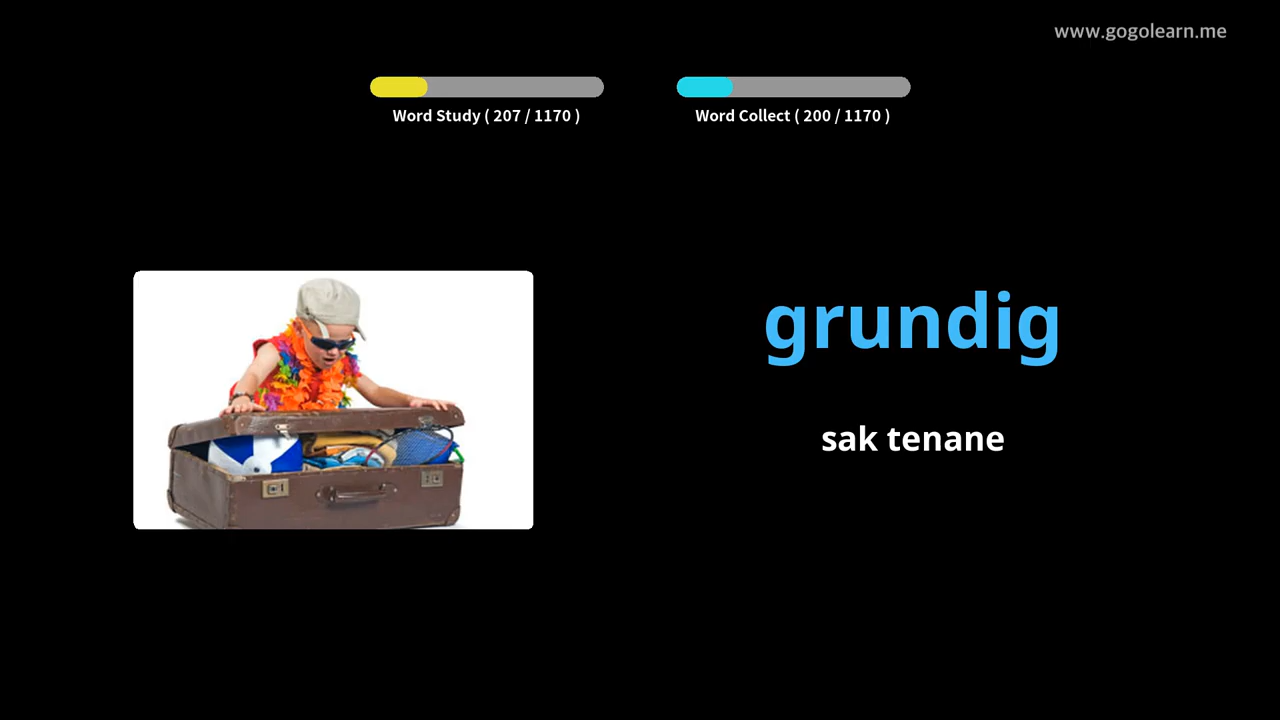 www.gogolearn.me
Word Study ( 207 / 1170 )
Word Collect ( 200 / 1170 )
grundig
sak tenane